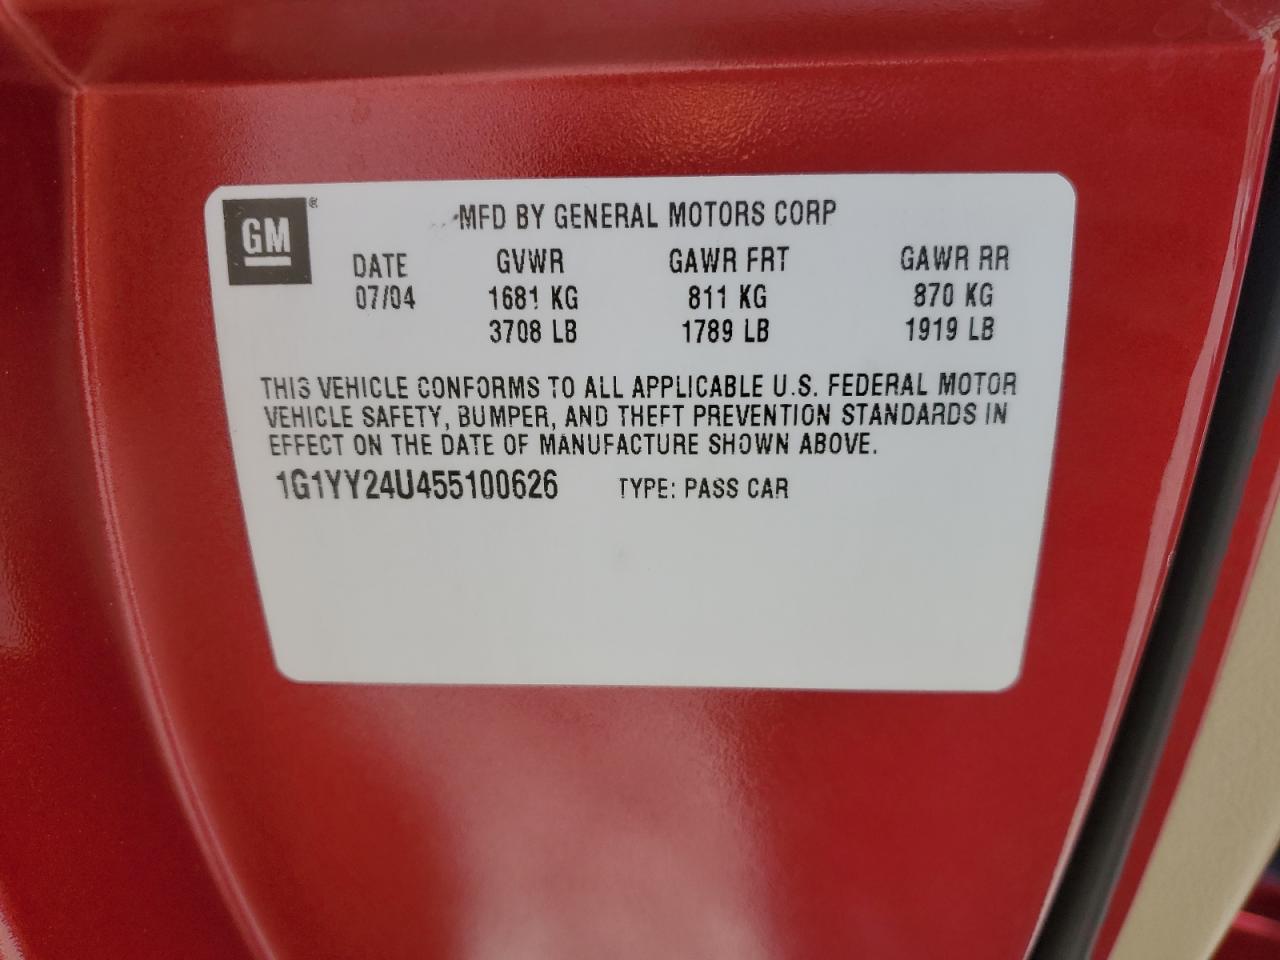 GM®
MFD BY GENERAL MOTORS CORP
DATE GVWR GAWR FRT GAWR RR
07/04 1681 KG 811 KG 870 KG
3708 LB 1789 LB 1919 LB
THIS VEHICLE CONFORMS TO ALL APPLICABLE U.S. FEDERAL MOTOR
VEHICLE SAFETY, BUMPER, AND THEFT PREVENTION STANDARDS IN
EFFECT ON THE DATE OF MANUFACTURE SHOWN ABOVE.
1G1YY24U455100626 TYPE: PASS CAR